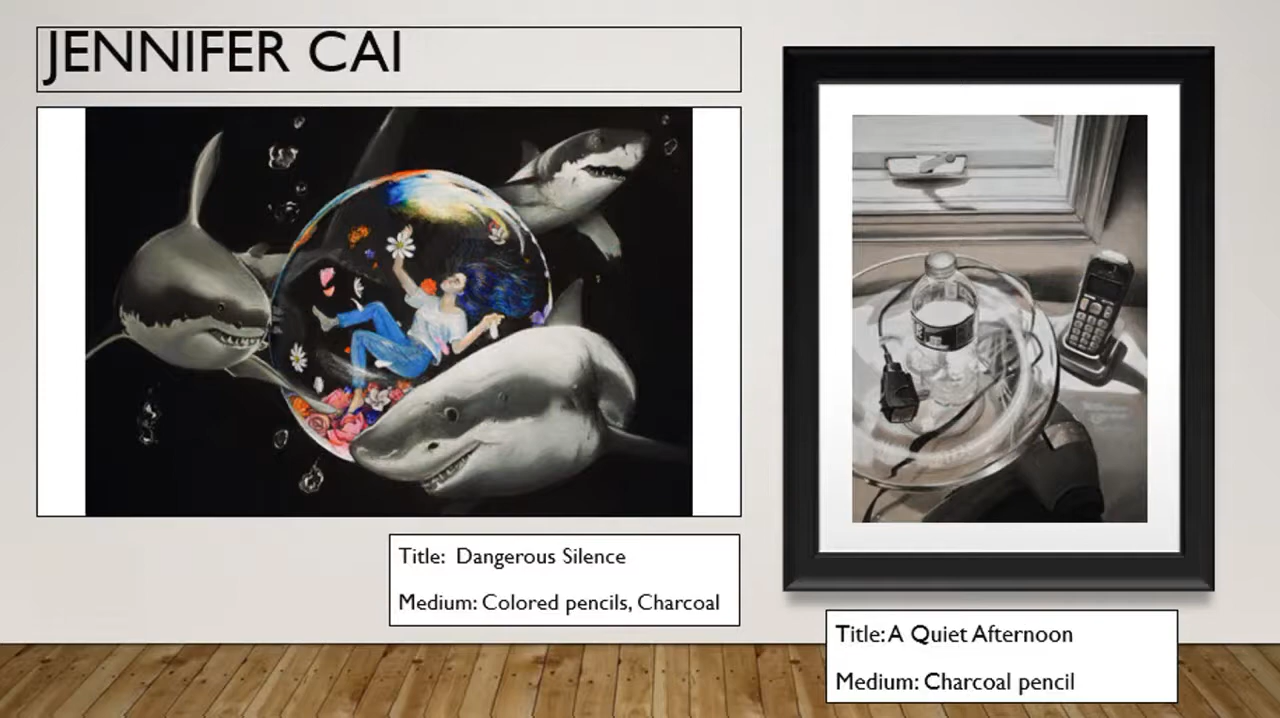 JENNIFER CAI
Title: Dangerous Silence
Medium: Colored pencils, Charcoal
Title: A Quiet Afternoon
Medium: Charcoal pencil